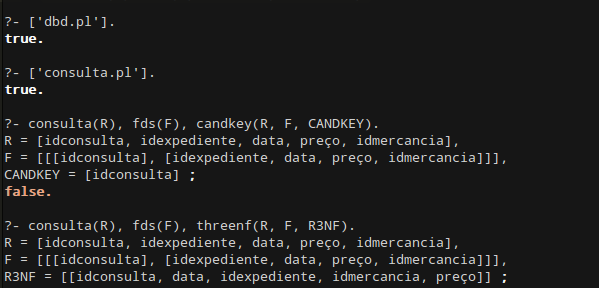 ?- ['dbd.pl'].
true.
?- ['consulta.pl'].
true.
?- consulta(R), fds(F), candkey(R, F, CANDKEY).
R = [idconsulta, idexpediente, data, preço, idmercancia],
F = [[[idconsulta], [idexpediente, data, preço, idmercancia]]],
CANDKEY = [idconsulta] ;
false.
?- consulta(R), fds(F), threenf(R, F, R3NF).
R = [idconsulta, idexpediente, data, preço, idmercancia],
F = [[[idconsulta], [idexpediente, data, preço, idmercancia]]],
R3NF = [[idconsulta, data, idexpediente, idmercancia, preço]] ;